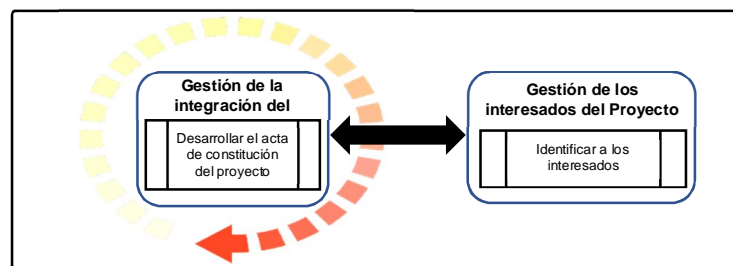 Gestión de la
integración del
Desarrollar el acta
de constitución
del proyecto
Gestión de los
interesados del Proyecto
Identificar a los
interesados